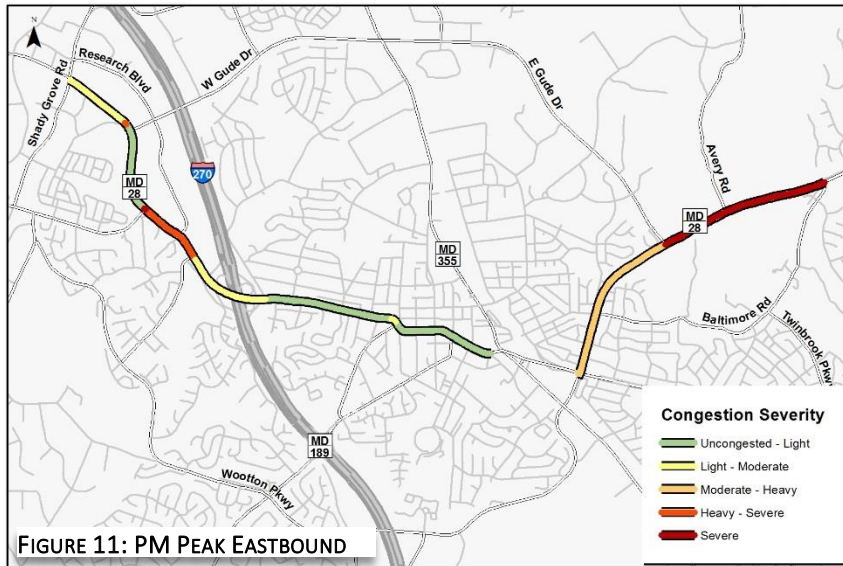 N
Shady Grove Rd
Research Blvd
W Gude Dr
E Gude Dr
270
MD
28
Avery Rd
MD
28
MD
355
Baltimore Rd
Twinbrook Pkwy
MD
189
Wootton Pkwy
Congestion Severity
Uncongested - Light
Light - Moderate
Moderate - Heavy
Heavy - Severe
Severe
FIGURE 11: PM PEAK EASTBOUND